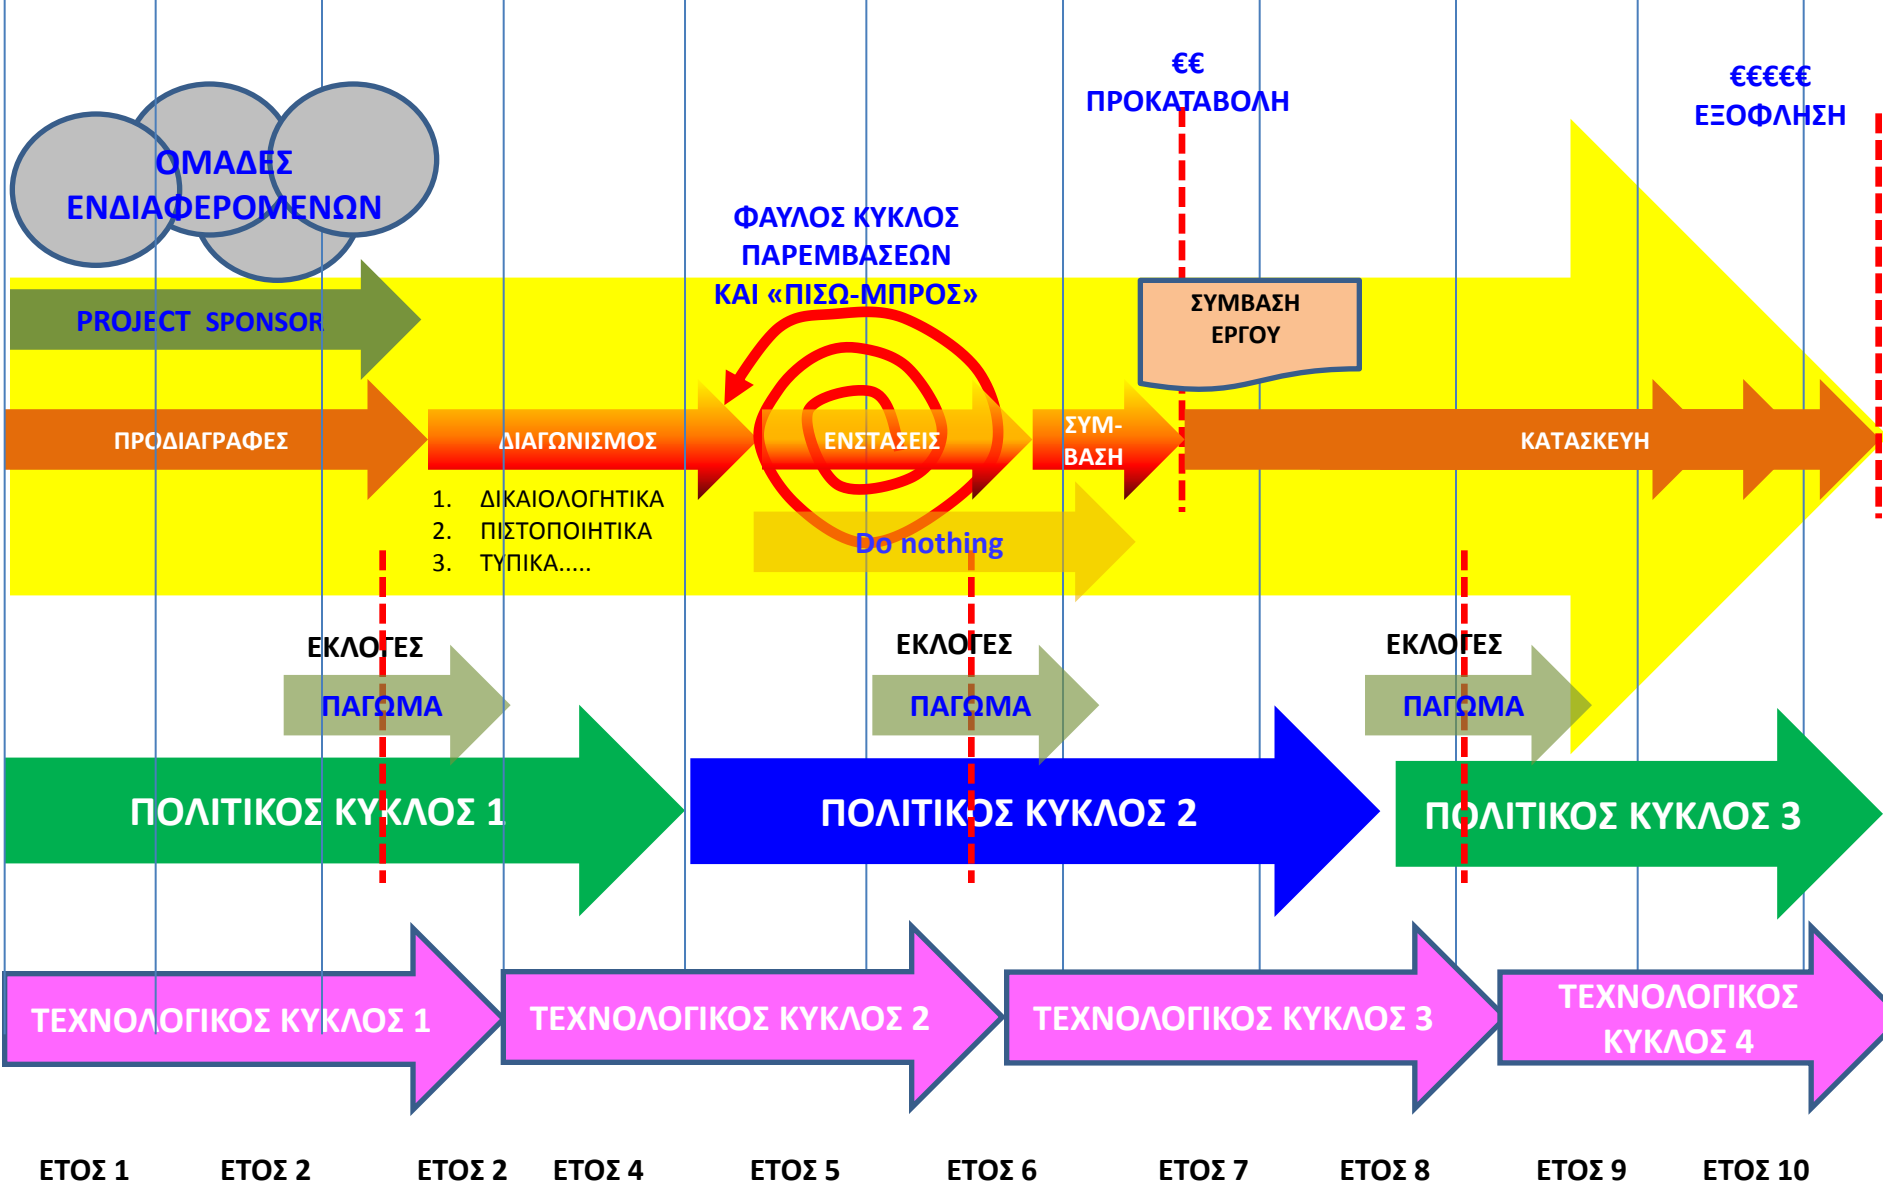 €€
ΠΡΟΚΑΤΑΒΟΛΗ
€€€€€
ΕΞΟΦΛΗΣΗ
ΟΜΑΔΕΣ
ΕΝΔΙΑΦΕΡΟΜΕΝΩΝ
ΦΑΥΛΟΣ ΚΥΚΛΟΣ
ΠΑΡΕΜΒΑΣΕΩΝ
ΚΑΙ «ΠΙΣΩ-ΜΠΡΟΣ»
ΣΥΜΒΑΣΗ
ΕΡΓΟΥ
PROJECT SPONSOR
ΠΡΟΔΙΑΓΡΑΦΕΣ
ΔΙΑΓΩΝΙΣΜΟΣ
ΕΝΣΤΑΣΕΙΣ
ΣΥΜ-
ΒΑΣΗ
ΚΑΤΑΣΚΕΥΗ
1. ΔΙΚΑΙΟΛΟΓΗΤΙΚΑ
2. ΠΙΣΤΟΠΟΙΗΤΙΚΑ
3. ΤΥΠΙΚΑ.....
Do nothing
ΕΚΛΟΓΕΣ
ΕΚΛΟΓΕΣ
ΕΚΛΟΓΕΣ
ΠΑΓΩΜΑ
ΠΑΓΩΜΑ
ΠΑΓΩΜΑ
ΠΟΛΙΤΙΚΟΣ ΚΥΚΛΟΣ 1
ΠΟΛΙΤΙΚΟΣ ΚΥΚΛΟΣ 2
ΠΟΛΙΤΙΚΟΣ ΚΥΚΛΟΣ 3
ΤΕΧΝΟΛΟΓΙΚΟΣ ΚΥΚΛΟΣ 1
ΤΕΧΝΟΛΟΓΙΚΟΣ ΚΥΚΛΟΣ 2
ΤΕΧΝΟΛΟΓΙΚΟΣ ΚΥΚΛΟΣ 3
ΤΕΧΝΟΛΟΓΙΚΟΣ
ΚΥΚΛΟΣ 4
ΕΤΟΣ 1 ΕΤΟΣ 2 ΕΤΟΣ 2 ΕΤΟΣ 4 ΕΤΟΣ 5 ΕΤΟΣ 6 ΕΤΟΣ 7 ΕΤΟΣ 8 ΕΤΟΣ 9 ΕΤΟΣ 10